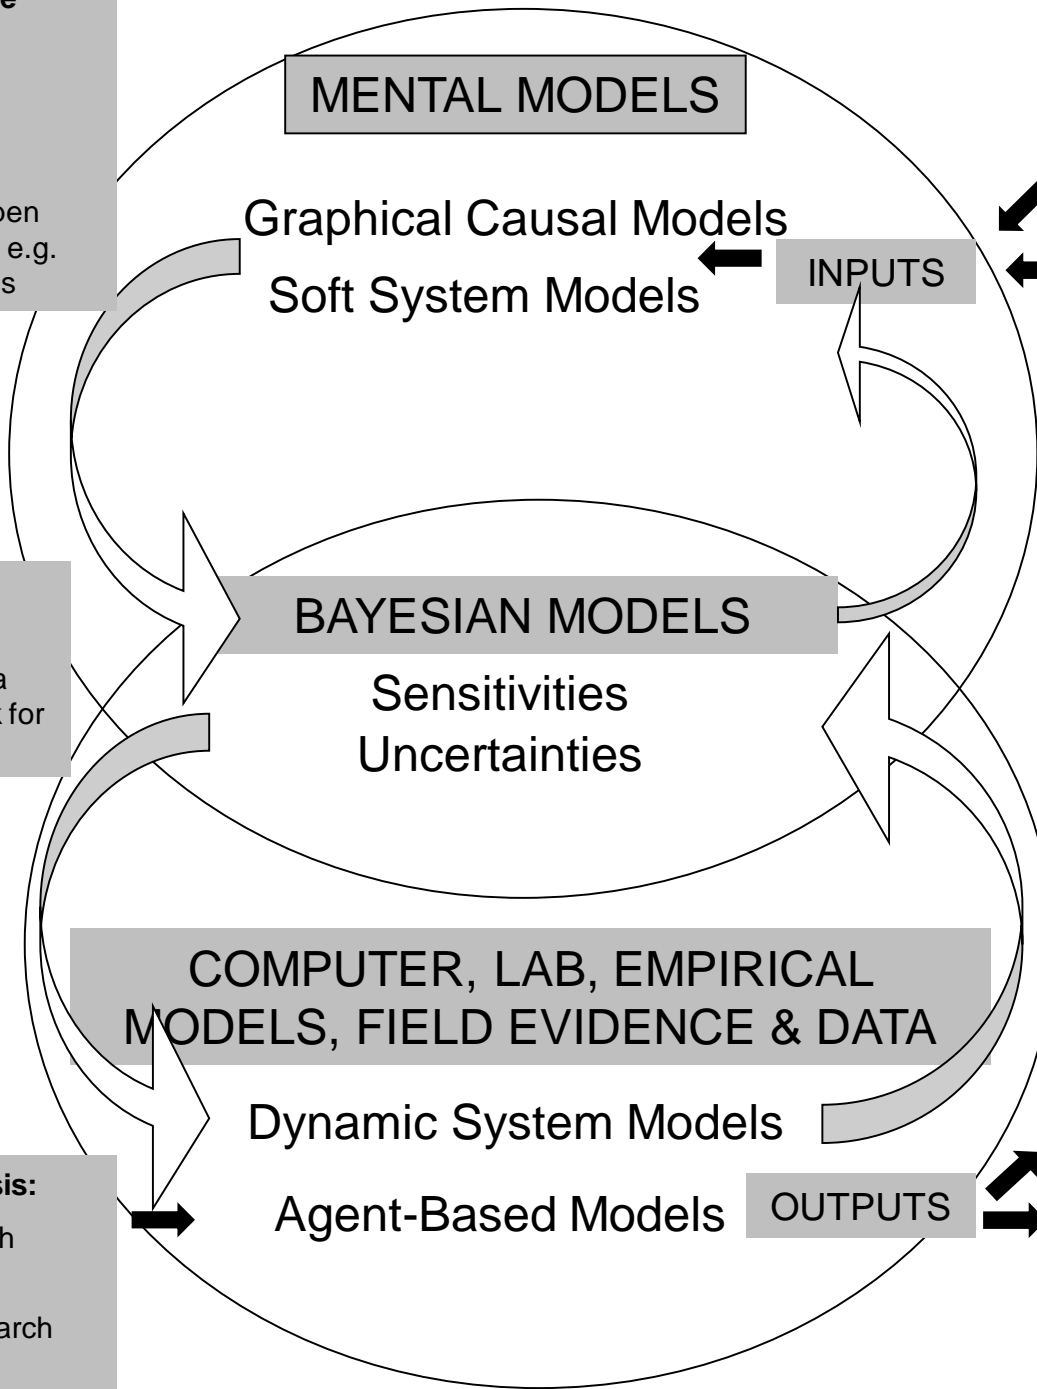 MENTAL MODELS
e.g.
Graphical Causal Models
INPUTS
Soft System Models
BAYESIAN MODELS
a
for
Sensitivities
Uncertainties
COMPUTER, LAB, EMPIRICAL
MODELS, FIELD EVIDENCE & DATA
Dynamic System Models
Agent-Based Models
OUTPUTS